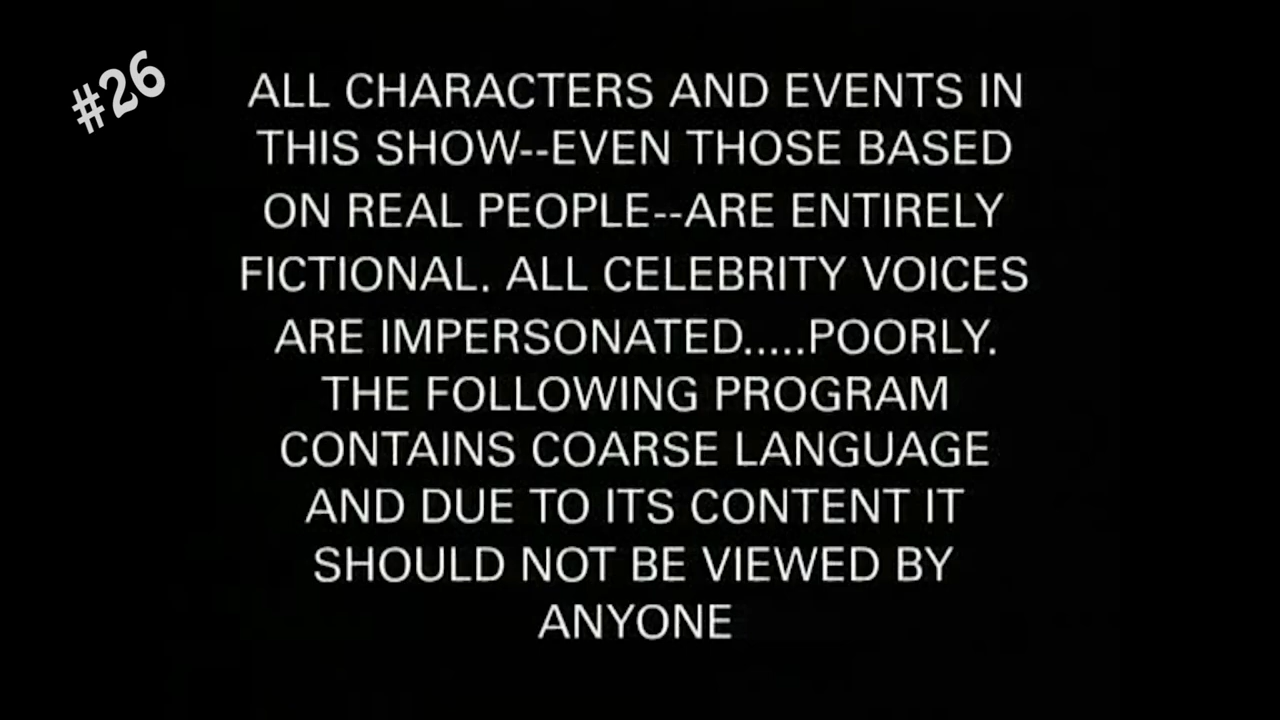 #26
ALL CHARACTERS AND EVENTS IN
THIS SHOW--EVEN THOSE BASED
ON REAL PEOPLE--ARE ENTIRELY
FICTIONAL. ALL CELEBRITY VOICES
ARE IMPERSONATED.....POORLY.
THE FOLLOWING PROGRAM
CONTAINS COARSE LANGUAGE
AND DUE TO ITS CONTENT IT
SHOULD NOT BE VIEWED BY
ANYONE